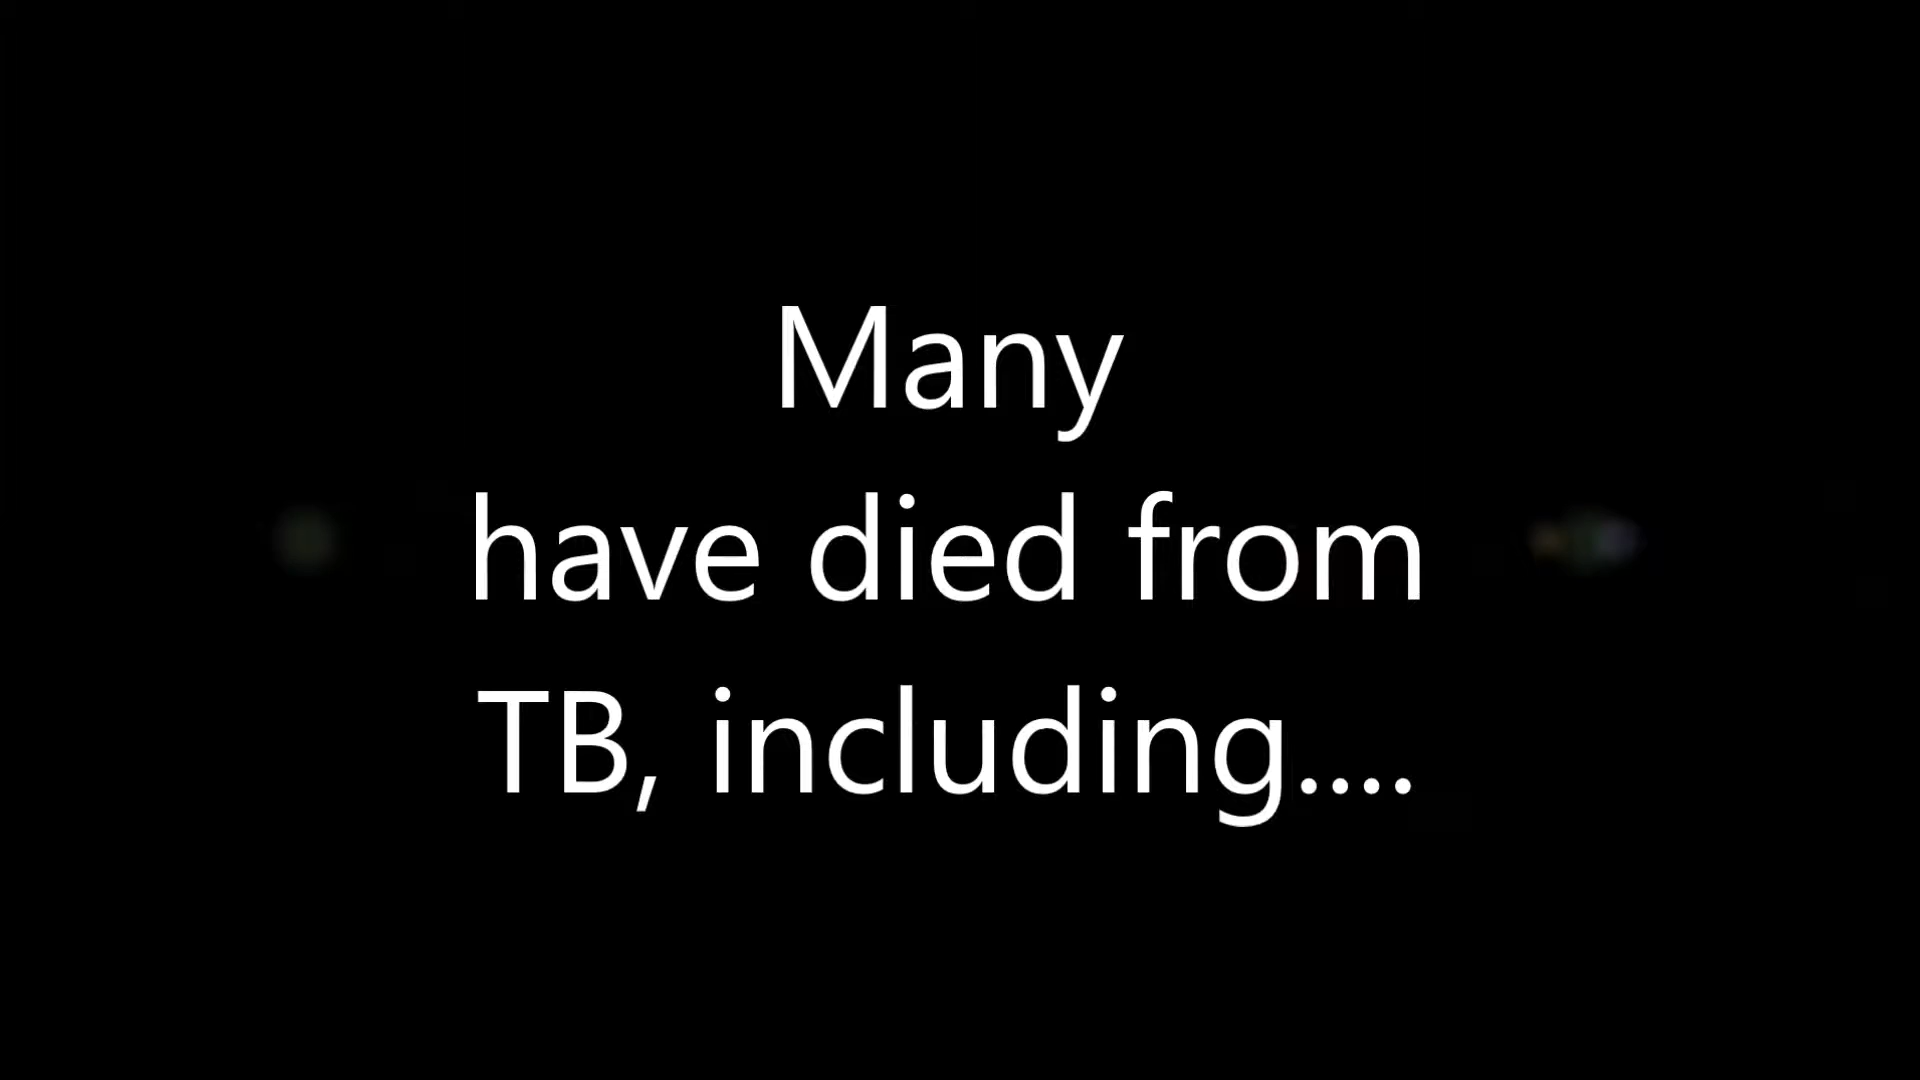 Many
have died from
TB, including....